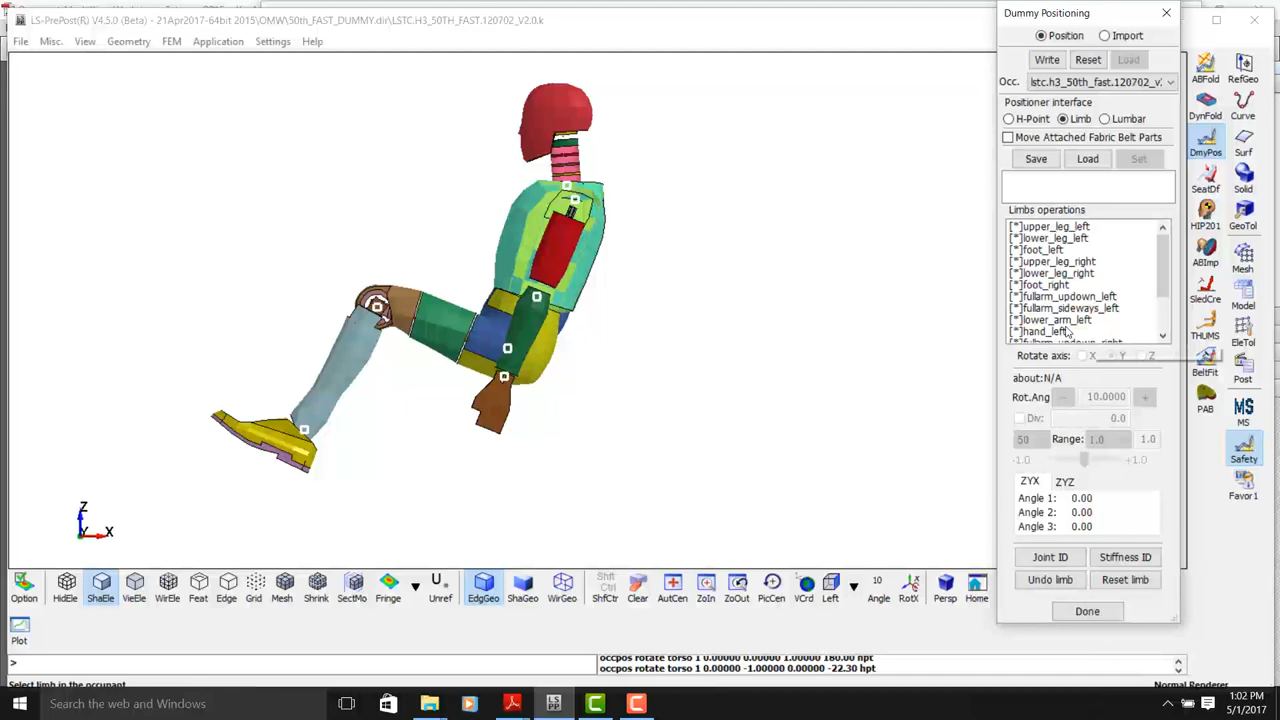 LS-PrePost(R) V4.5.0 (Beta) - 21Apr2017-64bit 2015\OMW\50th_FAST_DUMMY.dir\LSTC.H3_50TH_FAST.120702_V2.0.k
File Misc. View Geometry FEM Application Settings Help
Dummy Positioning
Position Import
Write Reset Load
Occ. lstc.h3_50th_fast.120702_v
Positioner interface
H-Point Limb Lumbar
Move Attached Fabric Belt Parts
Save Load Set
Limbs operations
[*]upper_leg_left
[*]lower_leg_left
[*]foot_left
[*]upper_leg_right
[*]lower_leg_right
[*]foot_right
[*]fullarm_updown_left
[*]fullarm_sideways_left
[*]lower_arm_left
[*]hand_left
[*]fullarm_updown_right
Rotate axis: X Y Z
about:N/A
Rot.Ang - 10.0000 +
Div: 0.0
50 Range: 1.0 1.0
-1.0 +1.0
ZYX ZYZ
Angle 1: 0.00
Angle 2: 0.00
Angle 3: 0.00
Joint ID Stiffness ID
Undo limb Reset limb
Done
ABFold RefGeo
DynFold Curve
DmyPos Surf
SeatDf Solid
HIP201 GeoTol
ABImp Mesh
SledCre Model
THUMS EleTol
BeltFit Post
PAB MS
MS
Safety
Favor1
Z
Y X
Option HidEle ShaEle VieEle WirEle Feat Edge Grid Mesh Shrink SectMo Fringe U Unref EdgGeo ShaGeo WirGeo Shft Ctr ShfCtr Clear AutCen ZoIn ZoOut PicCen VCrd Left 10 Angle RotX Persp Home
Plot
>
occpos rotate torso 1 0.00000 0.00000 1.00000 180.00 hpt
occpos rotate torso 1 0.00000 -1.00000 0.00000 -22.30 hpt
Select limb in the occupant
Normal Renderer
Search the web and Windows
LS
PP
1:02 PM
5/1/2017